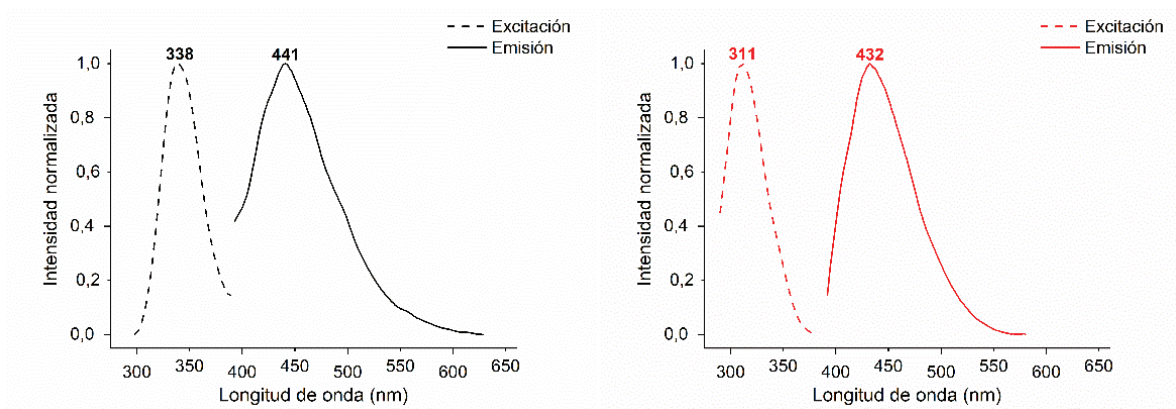 Excitación
Emisión
338
441
1,0
0,8
0,6
0,4
0,2
0,0
Intensidad normalizada
300 350 400 450 500 550 600 650
Longitud de onda (nm)
Excitación
Emisión
311
432
1,0
0,8
0,6
0,4
0,2
0,0
Intensidad normalizada
300 350 400 450 500 550 600 650
Longitud de onda (nm)